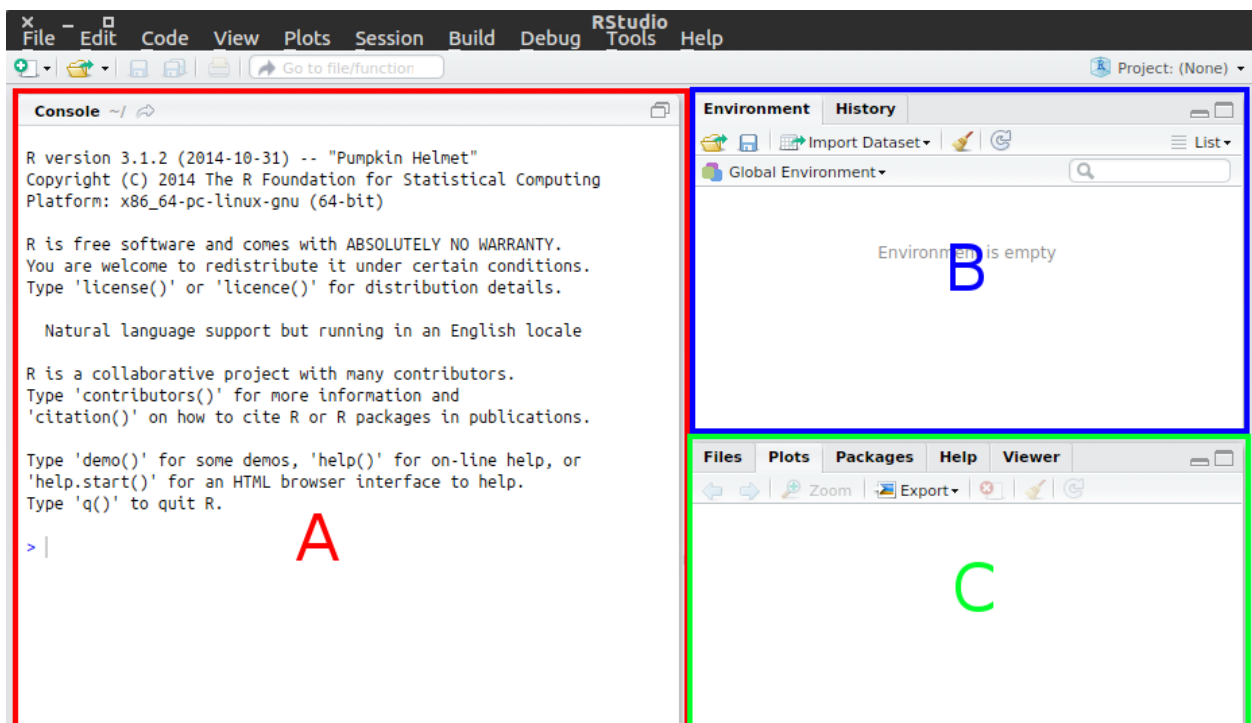 RStudio
File Edit Code View Plots Session Build Debug Tools Help
Go to file/function
Project: (None)
Console ~/
R version 3.1.2 (2014-10-31) -- "Pumpkin Helmet"
Copyright (C) 2014 The R Foundation for Statistical Computing
Platform: x86_64-pc-linux-gnu (64-bit)
R is free software and comes with ABSOLUTELY NO WARRANTY.
You are welcome to redistribute it under certain conditions.
Type 'license()' or 'licence()' for distribution details.
Natural language support but running in an English locale
R is a collaborative project with many contributors.
Type 'contributors()' for more information and
'citation()' on how to cite R or R packages in publications.
Type 'demo()' for some demos, 'help()' for on-line help, or
'help.start()' for an HTML browser interface to help.
Type 'q()' to quit R.
>
A
Environment History
Import Dataset List
Global Environment
Environment is empty
B
Files Plots Packages Help Viewer
Zoom Export
C